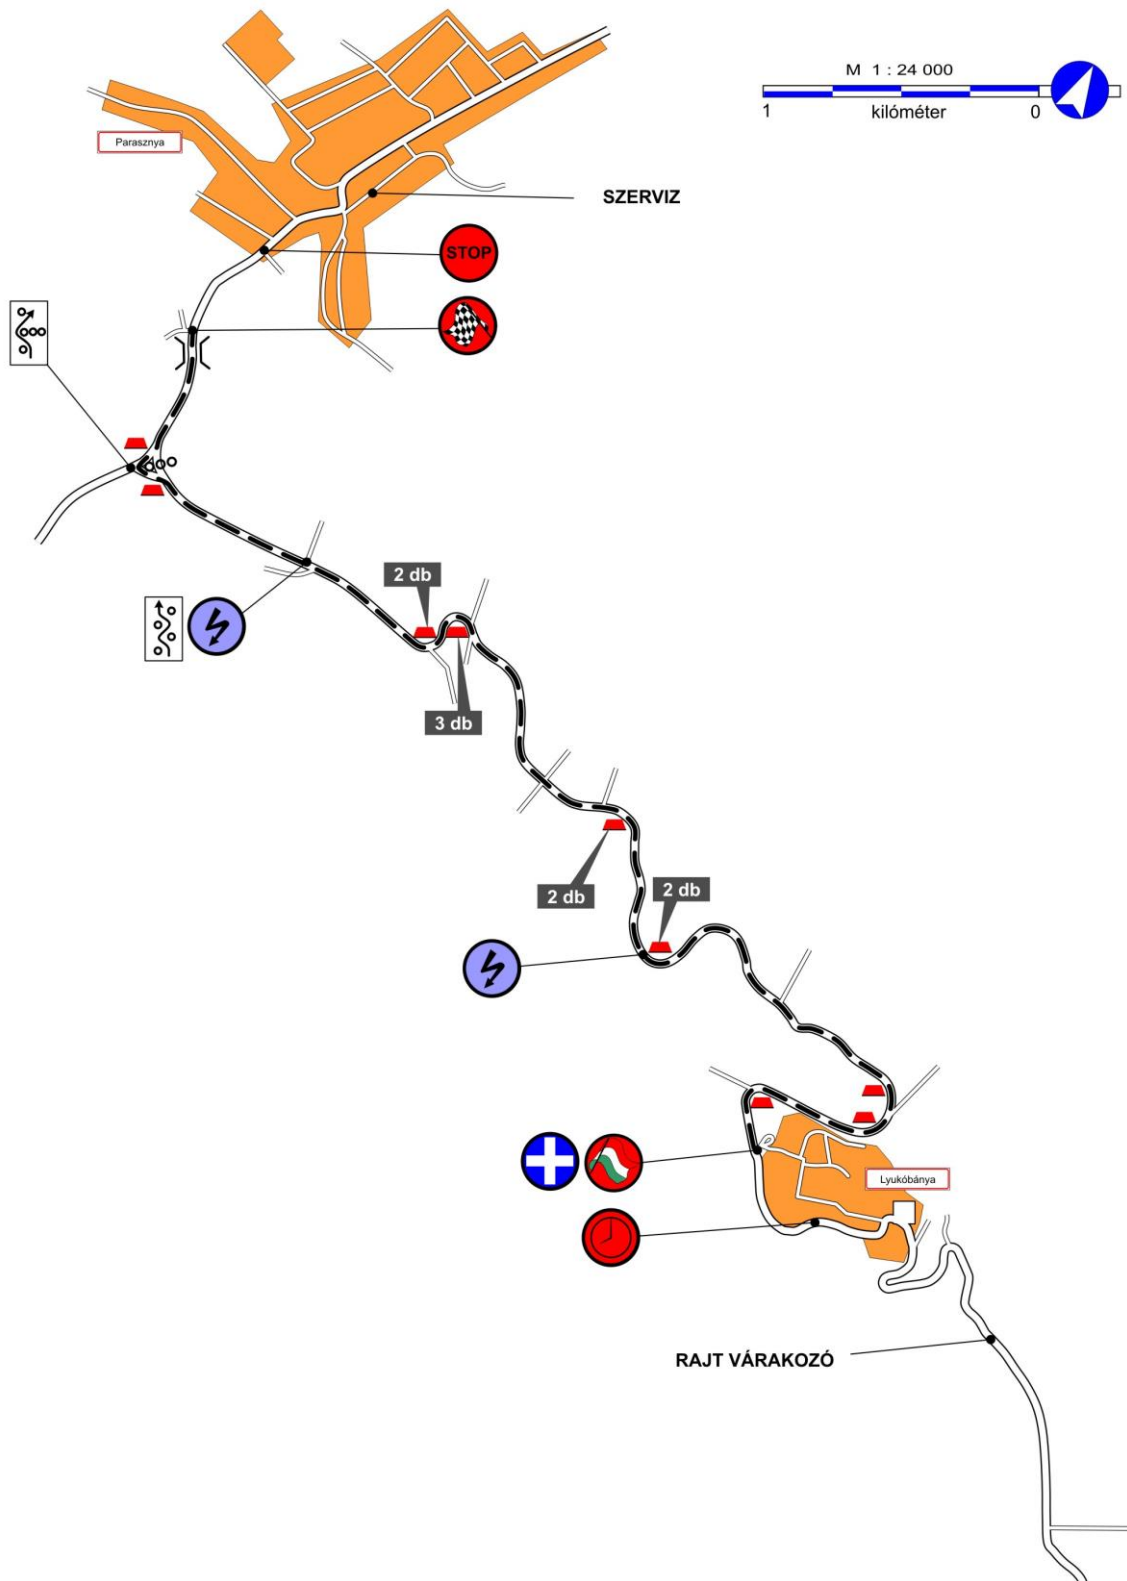 M 1 : 24 000
1 kilóméter 0
Parasznya
SZERVIZ
STOP
2 db
3 db
2 db
2 db
Lyukóbánya
RAJT VÁRAKOZÓ